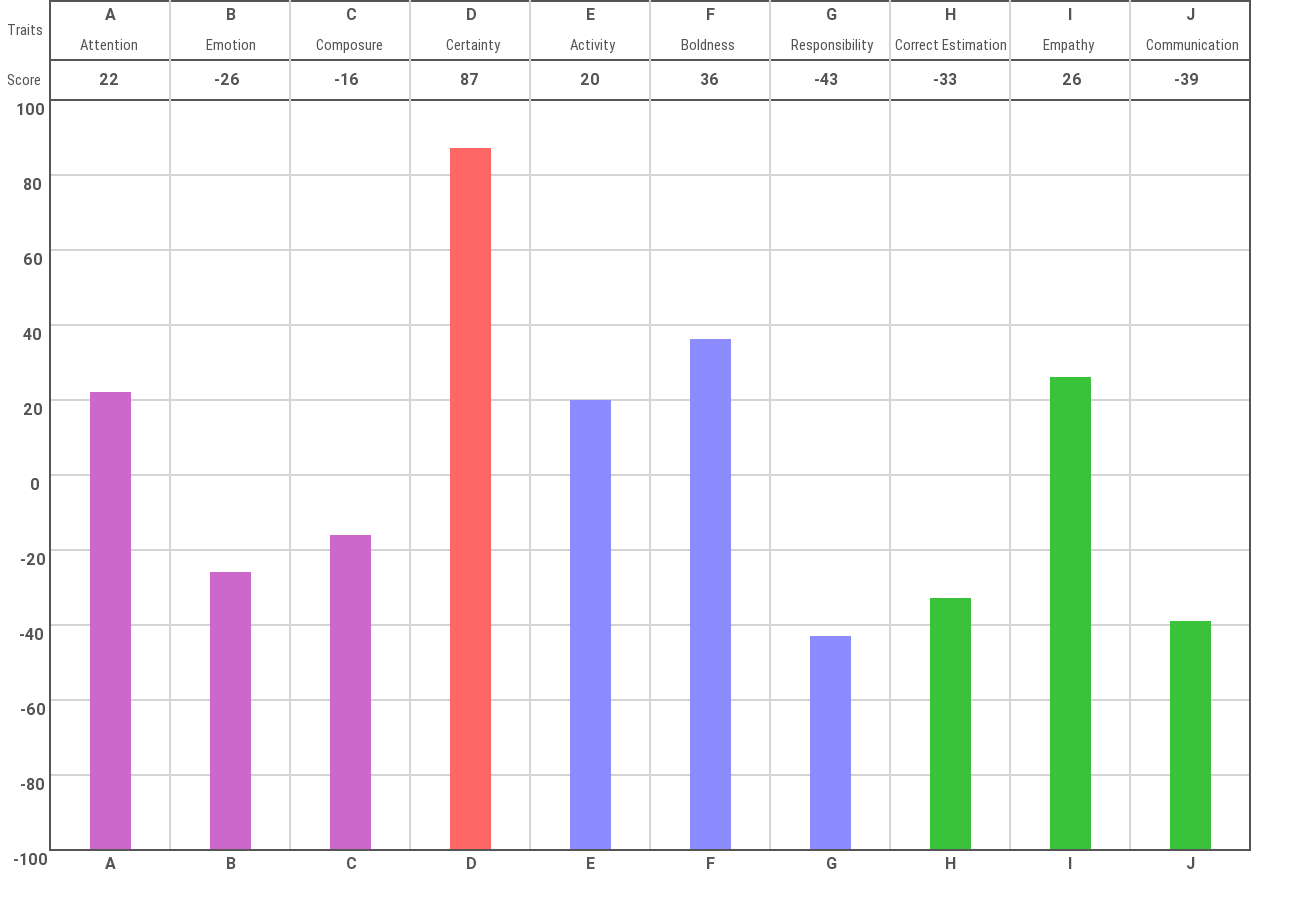 A B C D E F G H I J
Traits
Attention Emotion Composure Certainty Activity Boldness Responsibility Correct Estimation Empathy Communication
Score 22 -26 -16 87 20 36 -43 -33 26 -39
100
80
60
40
20
0
-20
-40
-60
-80
-100
A B C D E F G H I J